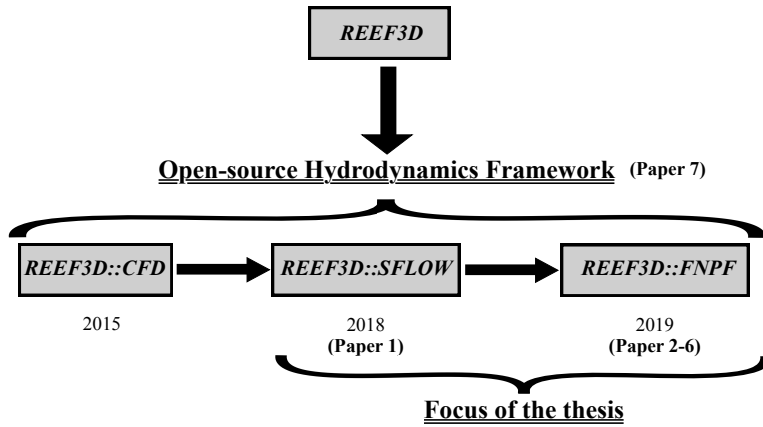 REEF3D
Open-source Hydrodynamics Framework (Paper 7)
REEF3D::CFD
REEF3D::SFLOW
REEF3D::FNPF
2015
2018
(Paper 1)
2019
(Paper 2-6)
Focus of the thesis